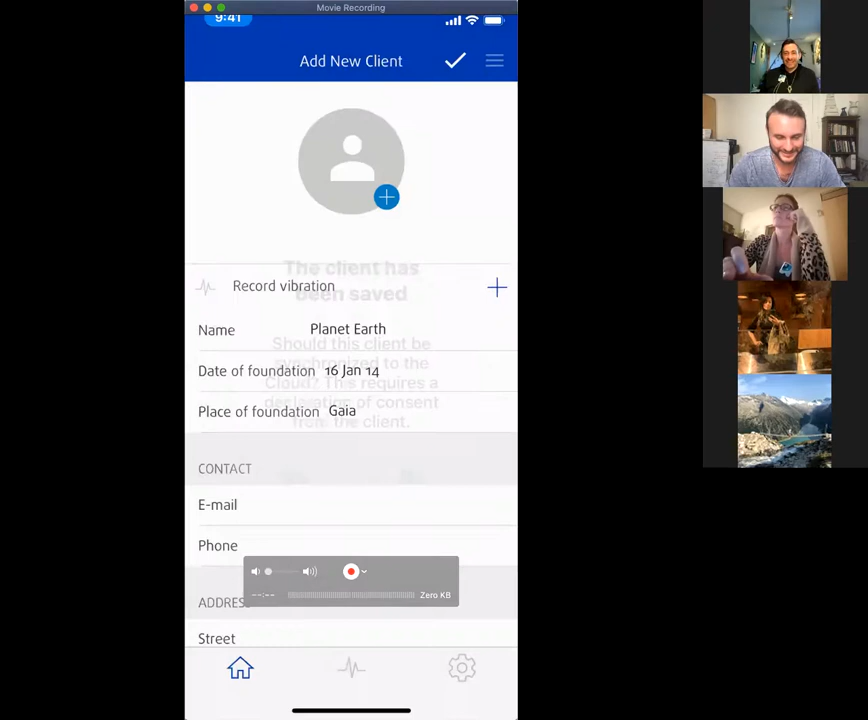 Movie Recording
9:41
Add New Client
The client has
been saved
Record vibration
Name Planet Earth
Should this client be
synchronized to the
Cloud? This requires a
declaration of consent
from the client.
Date of foundation 16 Jan 14
Place of foundation Gaia
CONTACT
E-mail
Phone
--:-- Zero KB
ADDRESS
Street